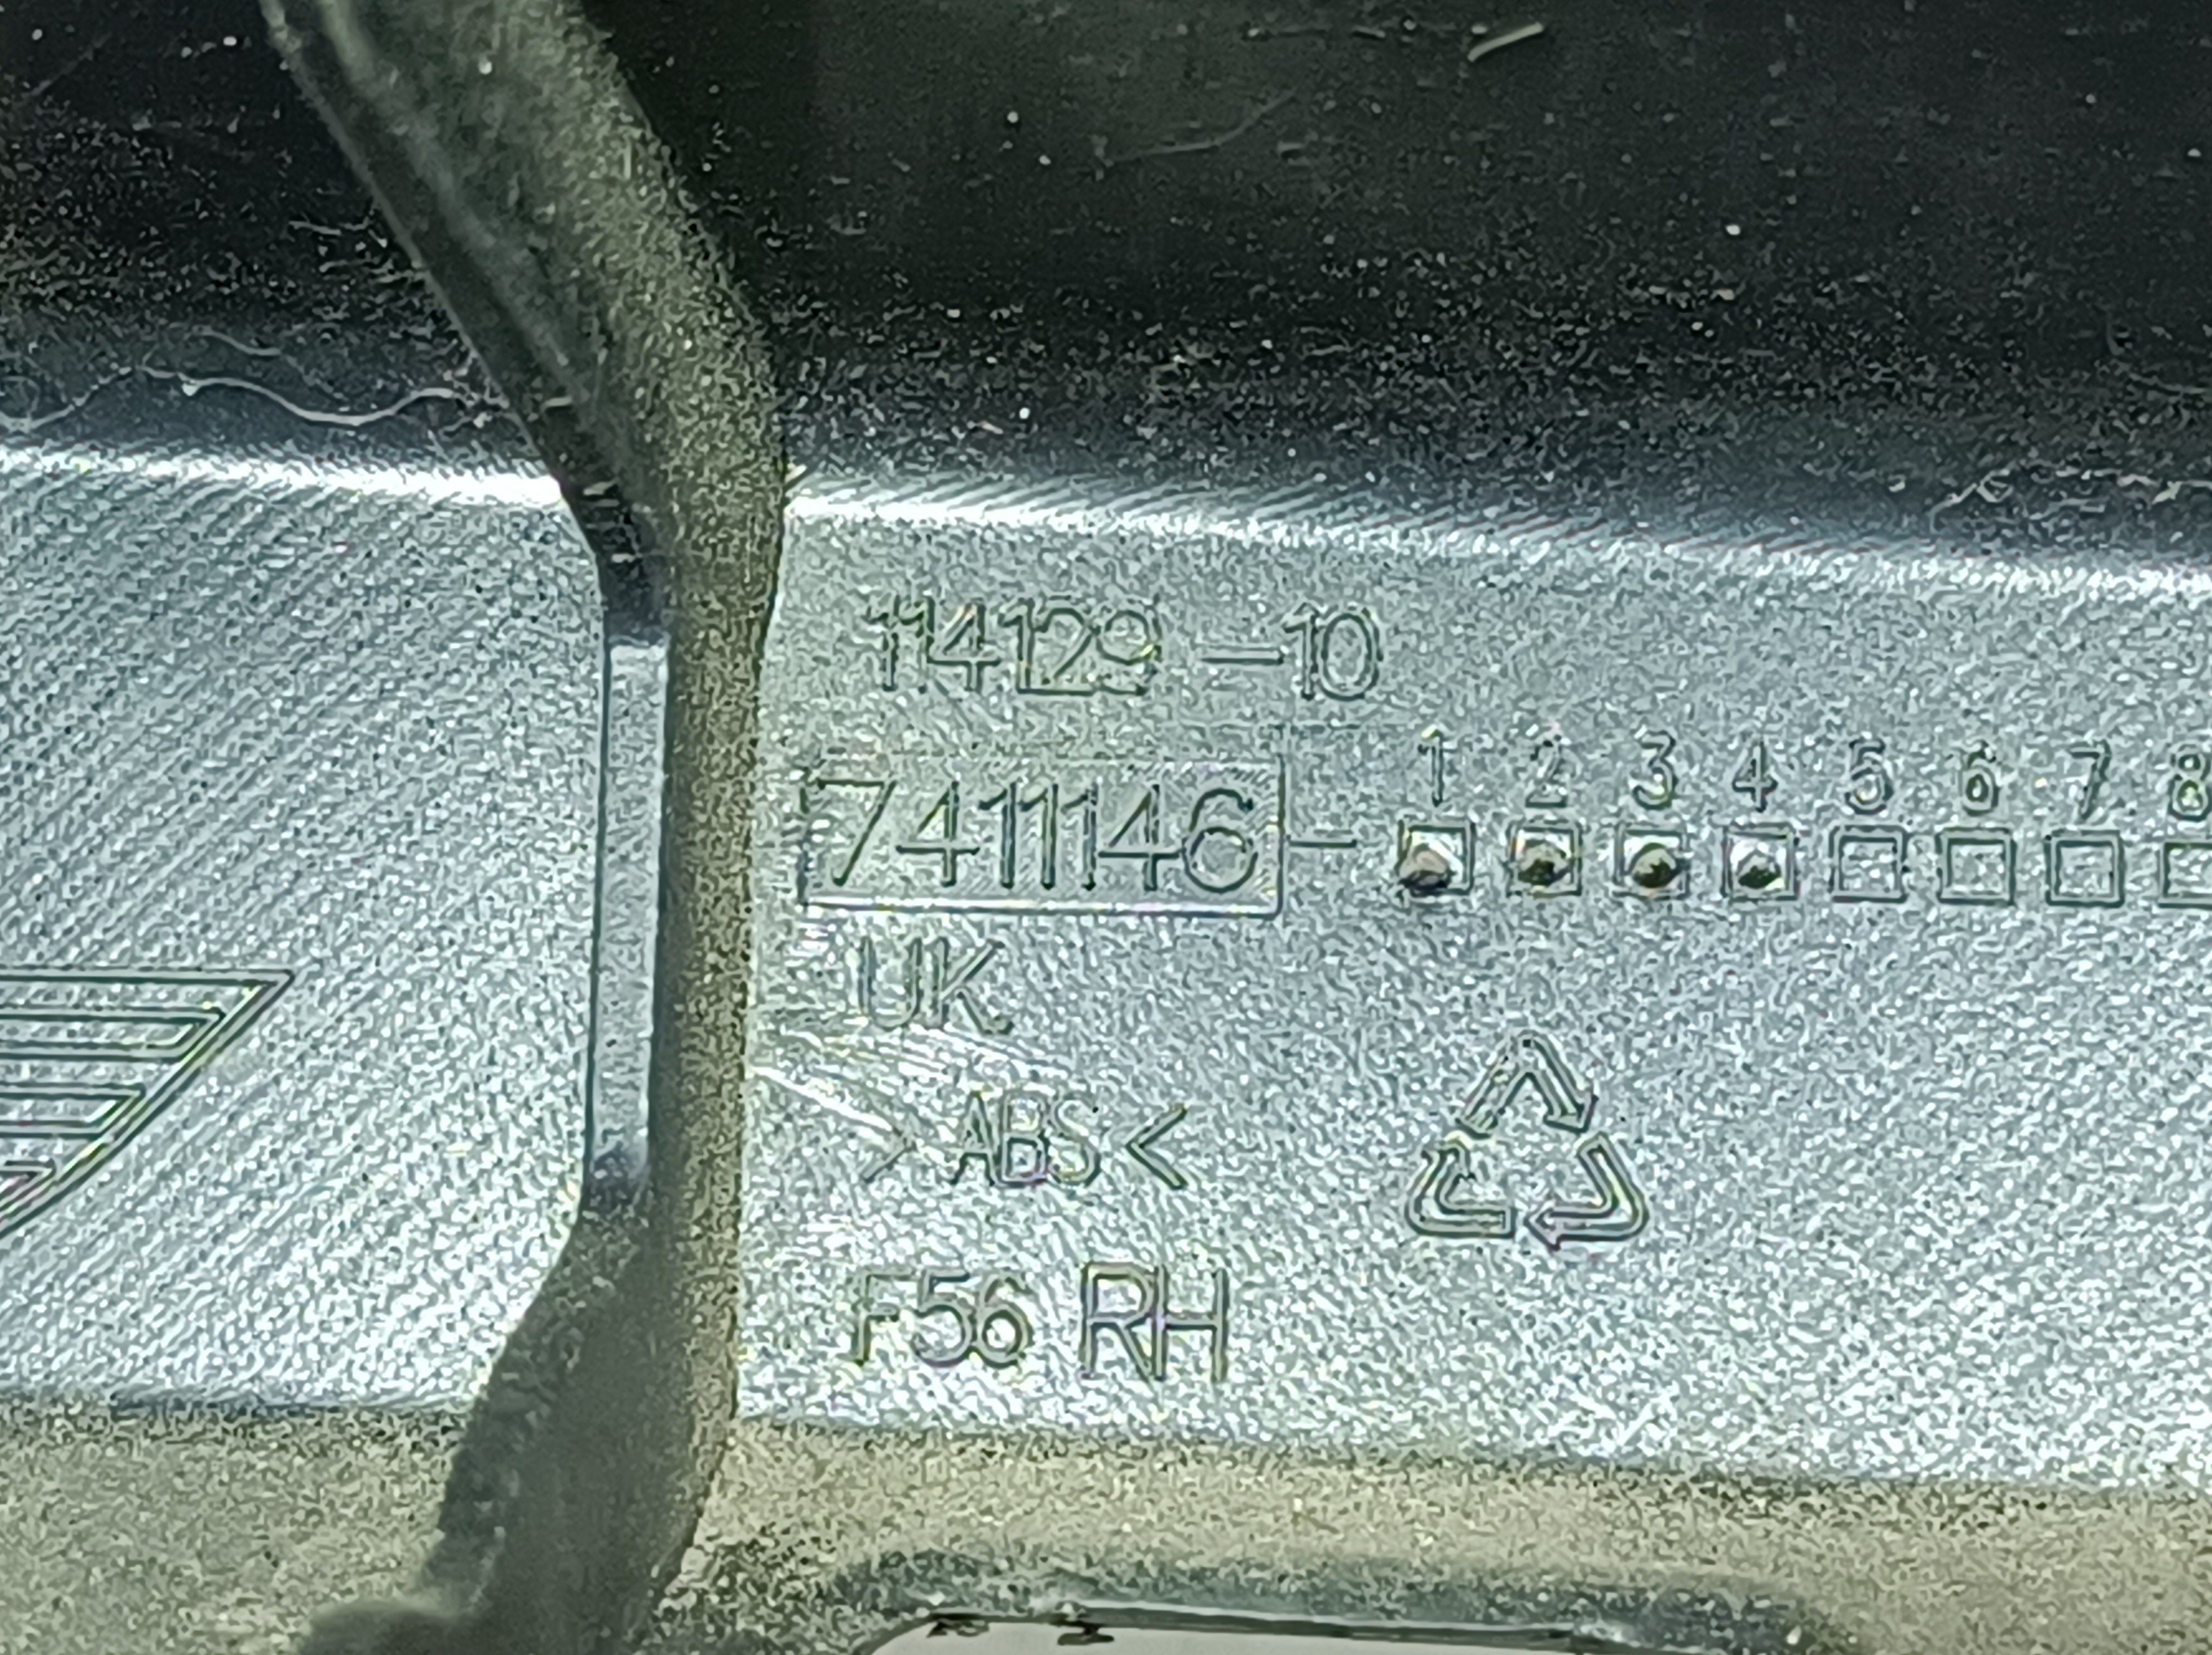 114129-10
7411146- 1 2 3 4 5 6 7 8
UK
>ABS<
F56 RH